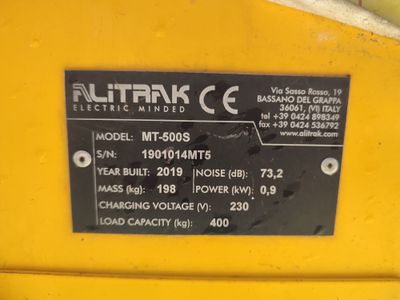 ALITRAK CE
ELECTRIC MINDED
Via Sasso Rosso, 19
BASSANO DEL GRAPPA
36061, (VI) ITALY
tel +39 0424 898349
fax +39 0424 536792
www.alitrak.com
MODEL: MT-500S
S/N: 1901014MT5
YEAR BUILT: 2019 NOISE (dB): 73,2
MASS (kg): 198 POWER (kW): 0,9
CHARGING VOLTAGE (V): 230
LOAD CAPACITY (kg): 400